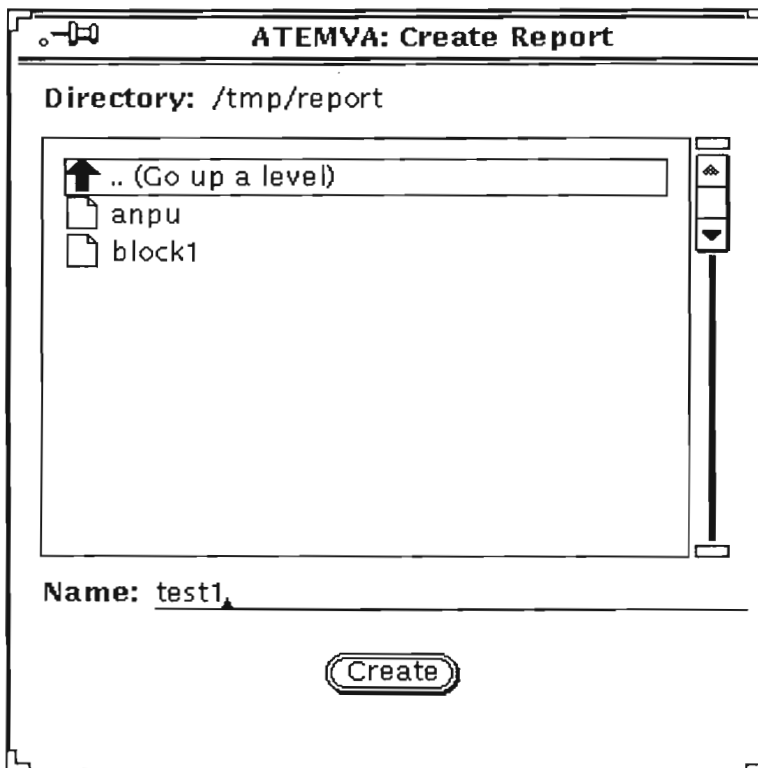 ATEMVA: Create Report
Directory: /tmp/report
.. (Go up a level)
anpu
block1
Name: test1
Create